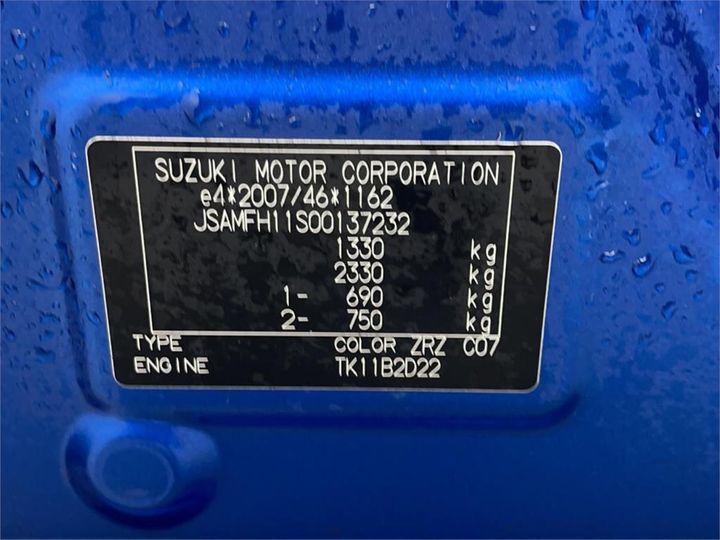 SUZUKI MOTOR CORPORATION
e4*2007/46*1162
JSAMFH11S00137232
1330 kg
2330 kg
1- 690 kg
2- 750 kg
TYPE COLOR ZRZ C07
ENGINE TK11B2D22